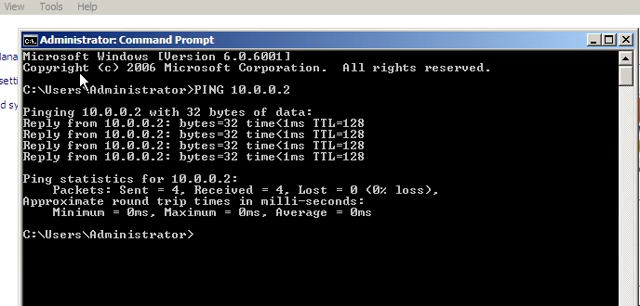 View Tools Help
Administrator: Command Prompt
Microsoft Windows [Version 6.0.6001]
Copyright (c) 2006 Microsoft Corporation.  All rights reserved.
C:\Users\Administrator>PING 10.0.0.2
Pinging 10.0.0.2 with 32 bytes of data:
Reply from 10.0.0.2: bytes=32 time<1ms TTL=128
Reply from 10.0.0.2: bytes=32 time<1ms TTL=128
Reply from 10.0.0.2: bytes=32 time<1ms TTL=128
Reply from 10.0.0.2: bytes=32 time<1ms TTL=128
Ping statistics for 10.0.0.2:
Packets: Sent = 4, Received = 4, Lost = 0 (0% loss),
Approximate round trip times in milli-seconds:
Minimum = 0ms, Maximum = 0ms, Average = 0ms
C:\Users\Administrator>